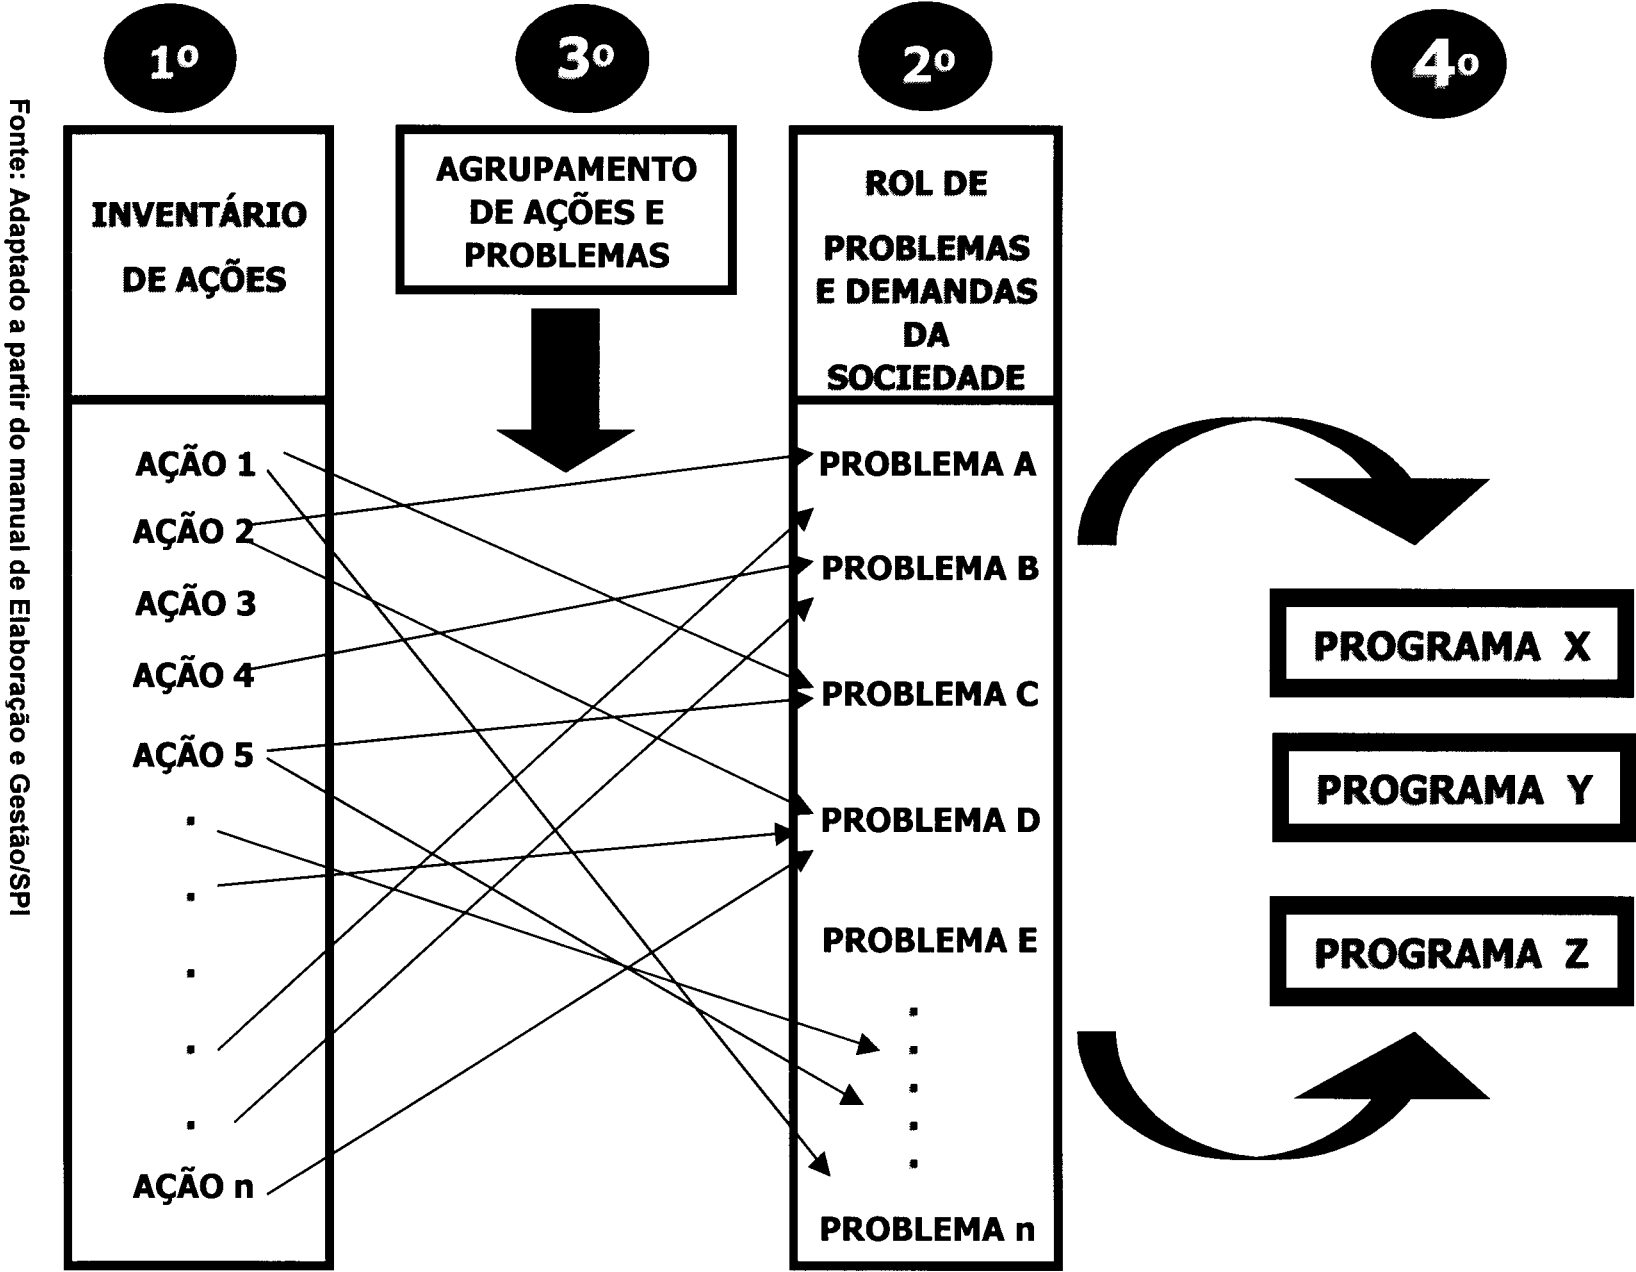 1º
3º
2º
4º
INVENTÁRIO
DE AÇÕES
AGRUPAMENTO
DE AÇÕES E
PROBLEMAS
ROL DE
PROBLEMAS
E DEMANDAS
DA
SOCIEDADE
AÇÃO 1
AÇÃO 2
AÇÃO 3
AÇÃO 4
AÇÃO 5
.
.
.
.
.
AÇÃO n
PROBLEMA A
PROBLEMA B
PROBLEMA C
PROBLEMA D
PROBLEMA E
.
.
.
.
.
PROBLEMA n
PROGRAMA X
PROGRAMA Y
PROGRAMA Z
Fonte: Adaptado a partir do manual de Elaboração e Gestão/SPI